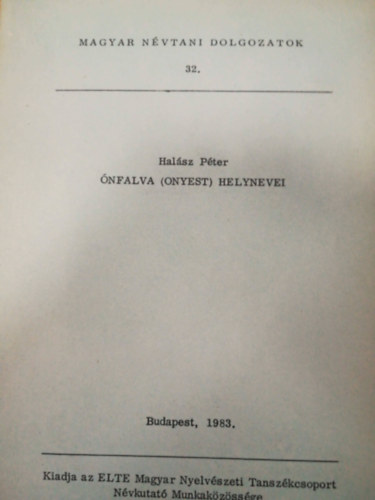 MAGYAR NÉVTANI DOLGOZATOK
32.
Halász Péter
ÓNFALVA (ONYEST) HELYNEVEI
Budapest, 1983.
Kiadja az ELTE Magyar Nyelvészeti Tanszékcsoport
Névkutató Munkaközössége